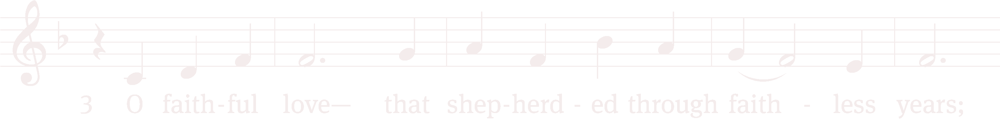 3 O faith-ful love— that shep-herd - ed through faith - less years;